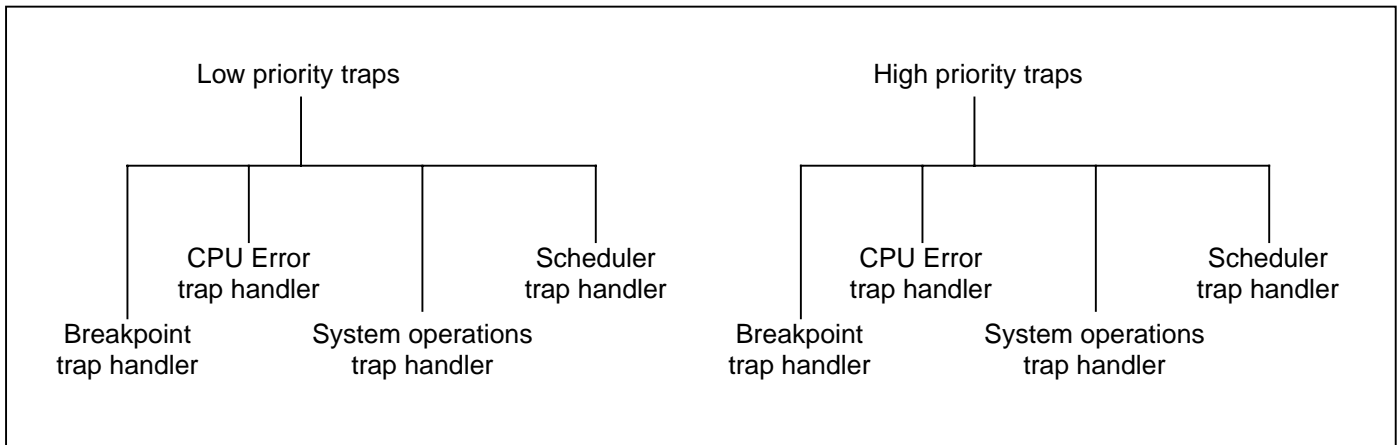 Low priority traps
High priority traps
CPU Error
trap handler
Scheduler
trap handler
CPU Error
trap handler
Scheduler
trap handler
Breakpoint
trap handler
System operations
trap handler
Breakpoint
trap handler
System operations
trap handler